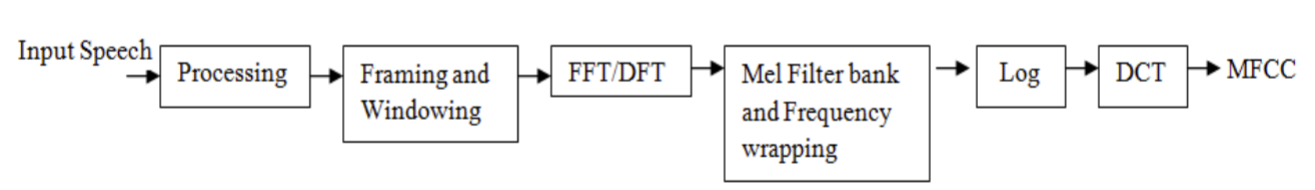 Input Speech
Processing
Framing and
Windowing
FFT/DFT
Mel Filter bank
and Frequency
wrapping
Log
DCT
MFCC